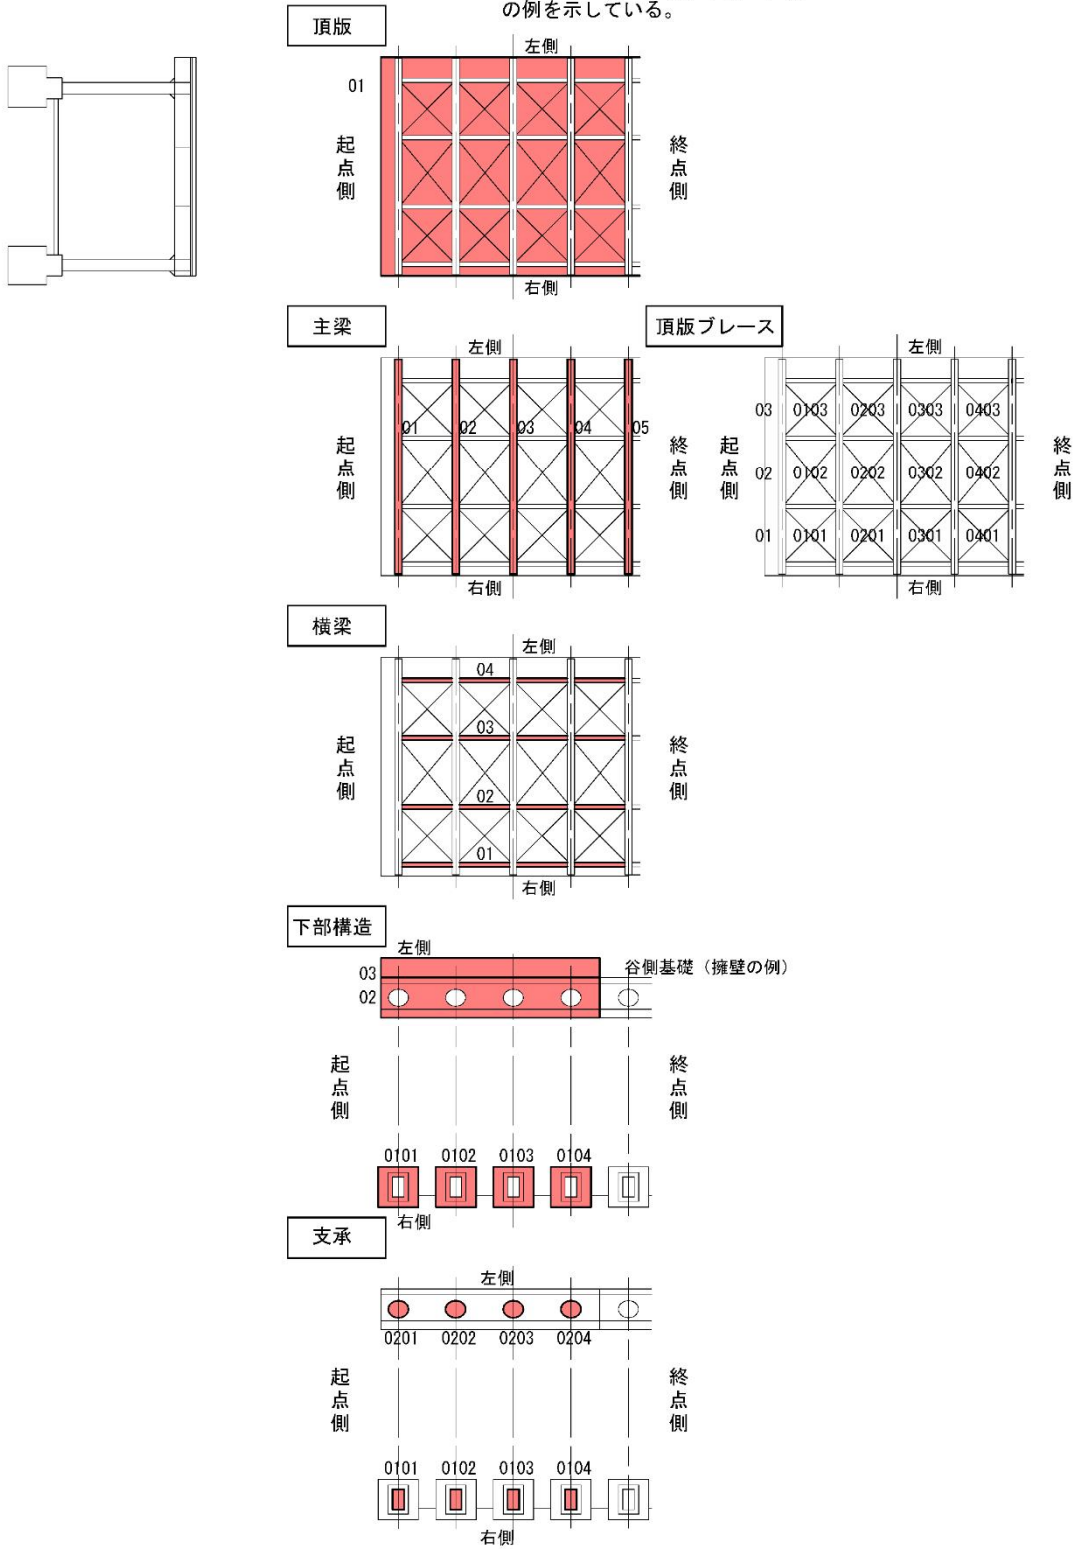 の例を示している。
頂版
左側
01
起点側
終点側
右側
主梁
左側
01 02 03 04 05
起点側
終点側
右側
頂版ブレース
左側
03 0103 0203 0303 0403
02 0102 0202 0302 0402
01 0101 0201 0301 0401
起点側
終点側
右側
横梁
左側
04
03
02
01
起点側
終点側
右側
下部構造
左側
谷側基礎（擁壁の例）
03
02
起点側
終点側
0101 0102 0103 0104
右側
支承
左側
0201 0202 0203 0204
起点側
終点側
0101 0102 0103 0104
右側